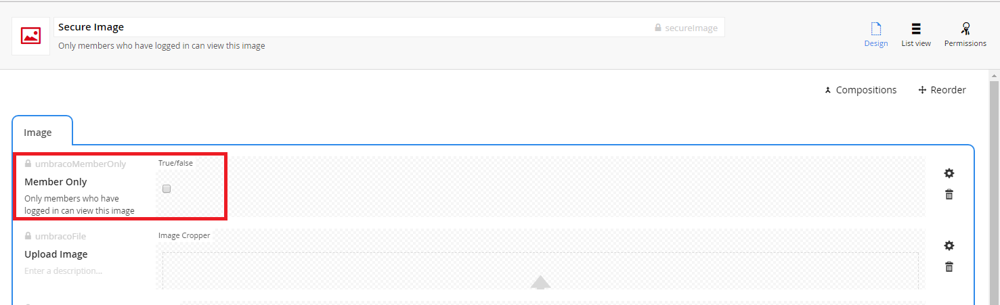 Secure Image
secureImage
Only members who have logged in can view this image
Design
List view
Permissions
Compositions
Reorder
Image
umbracoMemberOnly
True/false
Member Only
Only members who have
logged in can view this image
umbracoFile
Image Cropper
Upload Image
Enter a description...